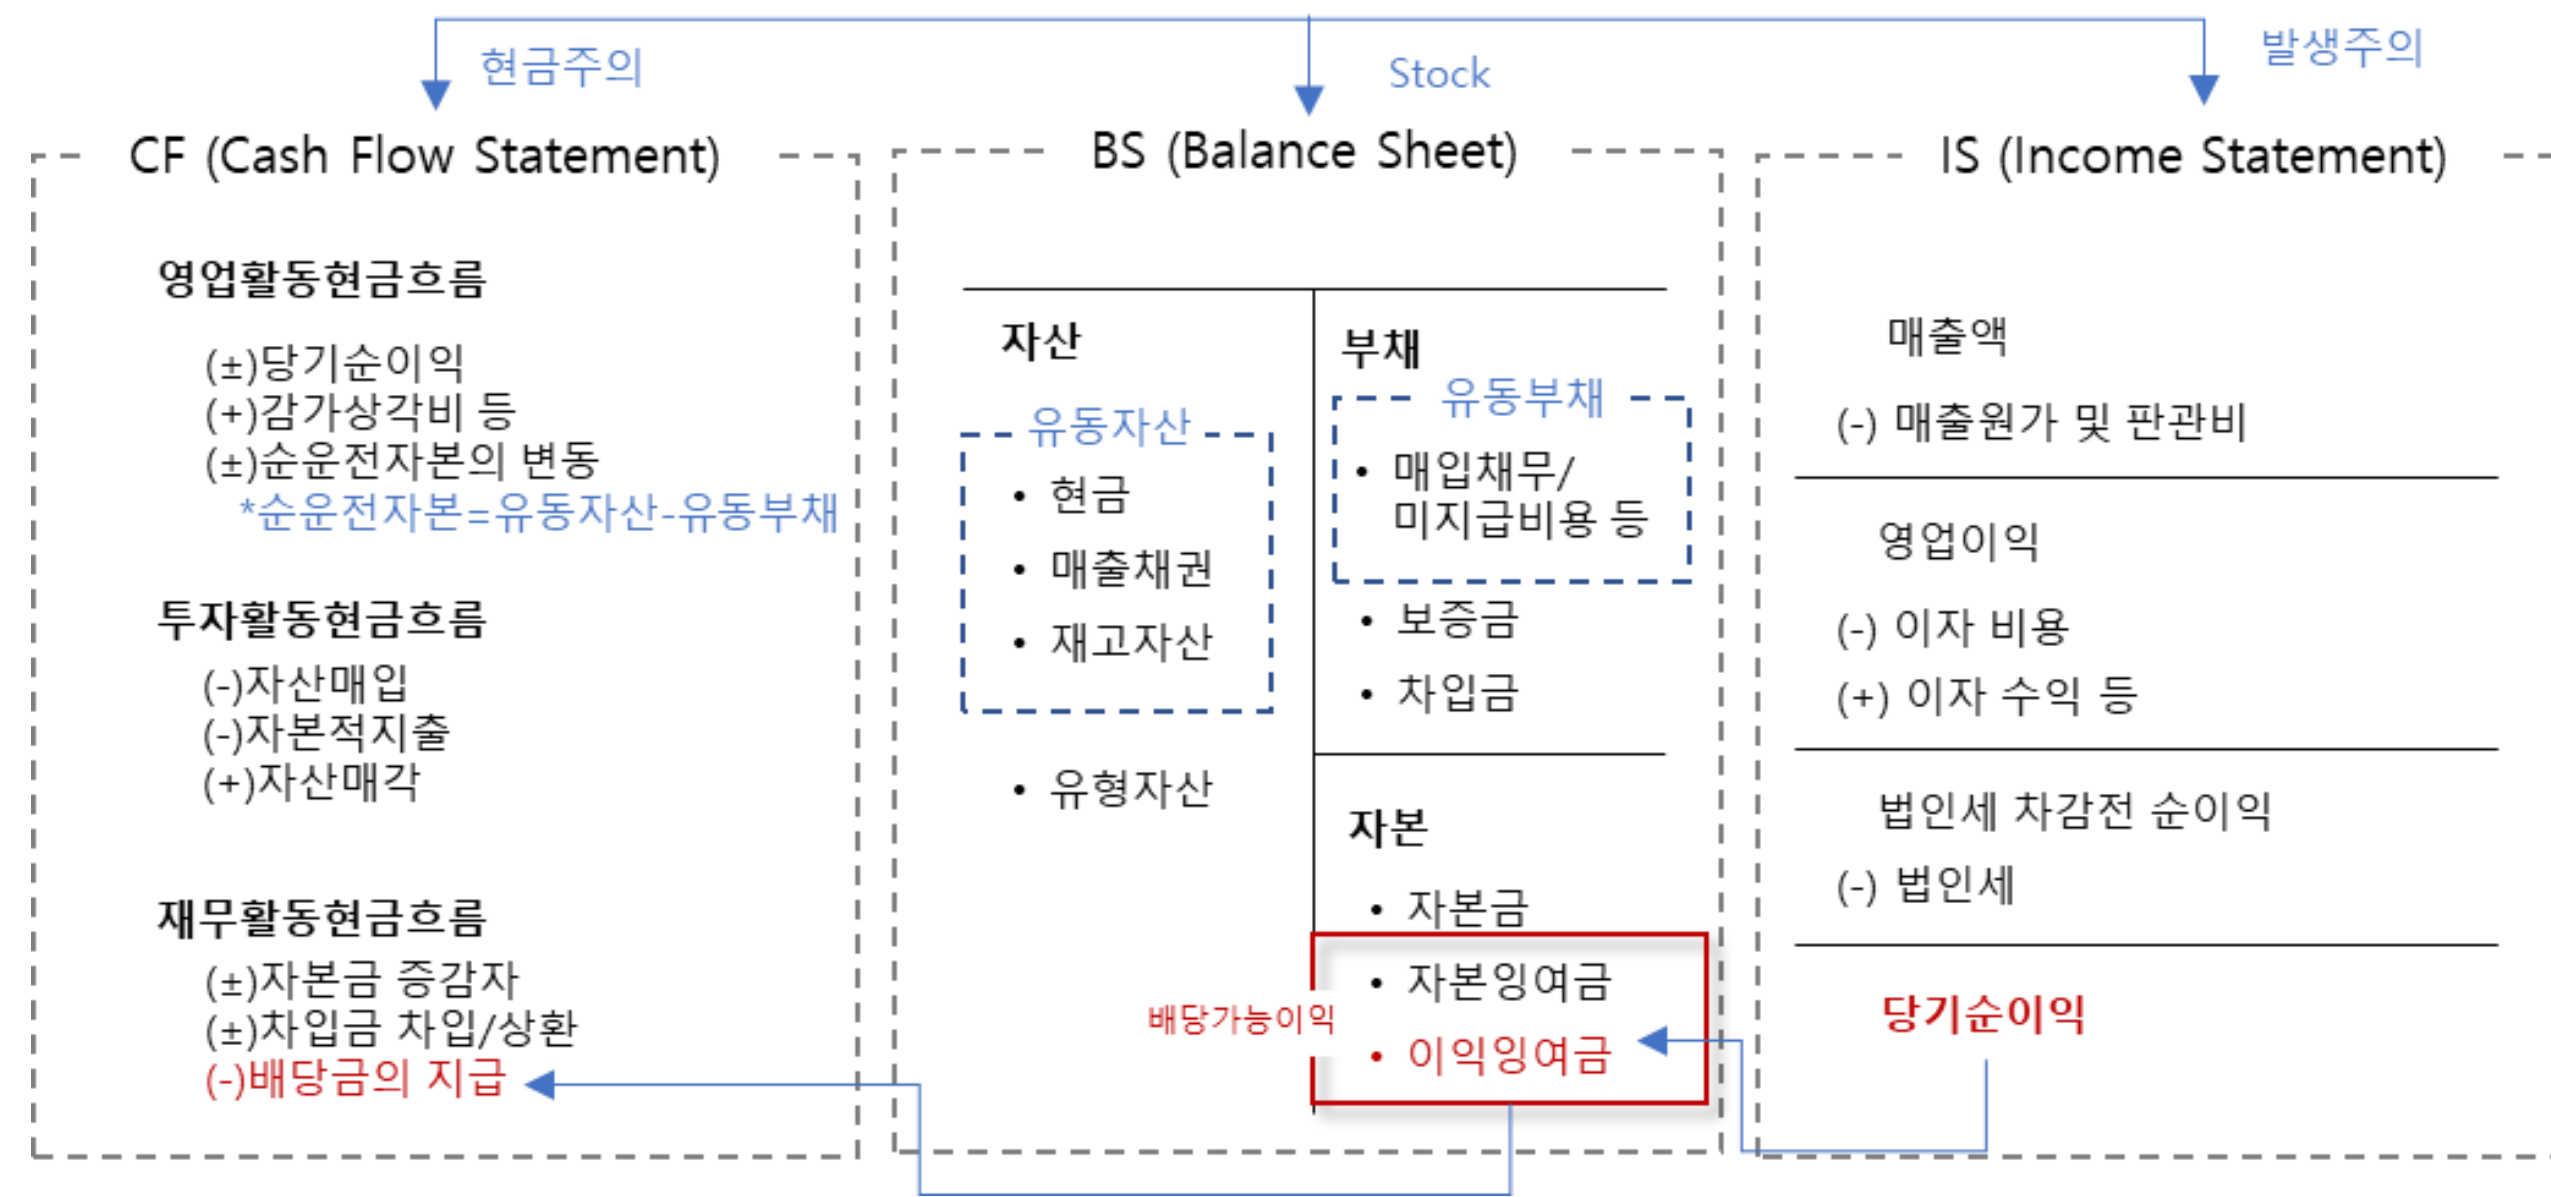 현금주의
Stock
발생주의
CF (Cash Flow Statement)
영업활동현금흐름
(±)당기순이익
(+)감가상각비 등
(±)순운전자본의 변동
*순운전자본=유동자산-유동부채
투자활동현금흐름
(-)자산매입
(-)자본적지출
(+)자산매각
재무활동현금흐름
(±)자본금 증감자
(±)차입금 차입/상환
(-)배당금의 지급
BS (Balance Sheet)
자산
유동자산
• 현금
• 매출채권
• 재고자산
• 유형자산
부채
유동부채
• 매입채무/
미지급비용 등
• 보증금
• 차입금
자본
• 자본금
• 자본잉여금
• 이익잉여금
배당가능이익
IS (Income Statement)
매출액
(-) 매출원가 및 판관비
영업이익
(-) 이자 비용
(+) 이자 수익 등
법인세 차감전 순이익
(-) 법인세
당기순이익